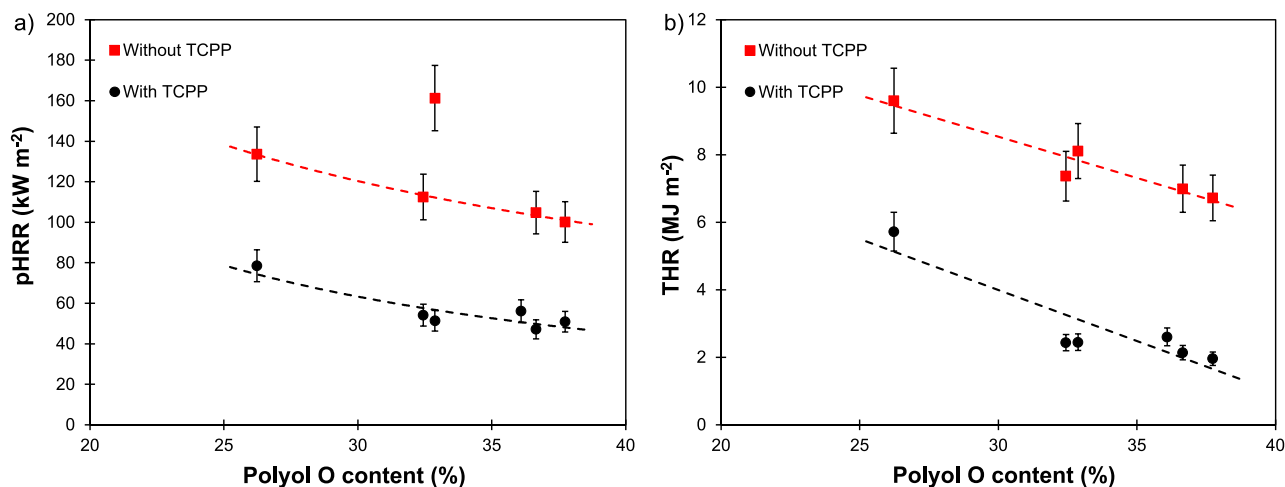 a)
200
180
160
140
120
100
80
60
40
20
0
pHRR (kW m⁻²)
Without TCPP
With TCPP
20
25
30
35
40
Polyol O content (%)
b)
12
10
8
6
4
2
0
THR (MJ m⁻²)
Without TCPP
With TCPP
20
25
30
35
40
Polyol O content (%)